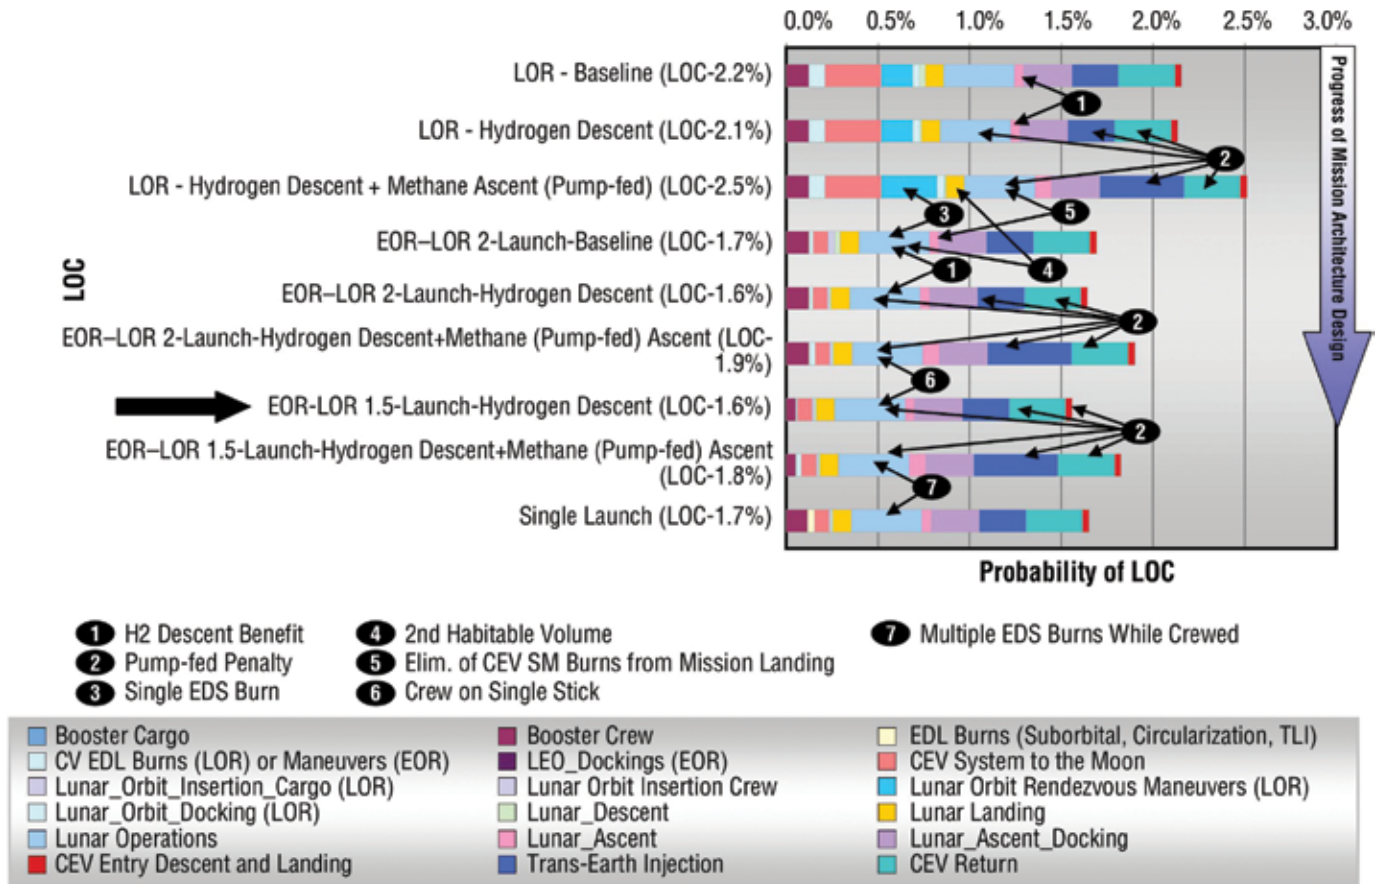 0.0% 0.5% 1.0% 1.5% 2.0% 2.5% 3.0%
LOR - Baseline (LOC-2.2%)
1
LOR - Hydrogen Descent (LOC-2.1%)
2
LOR - Hydrogen Descent + Methane Ascent (Pump-fed) (LOC-2.5%)
3 5
EOR–LOR 2-Launch-Baseline (LOC-1.7%)
1 4
EOR–LOR 2-Launch-Hydrogen Descent (LOC-1.6%)
2
EOR–LOR 2-Launch-Hydrogen Descent+Methane (Pump-fed) Ascent (LOC-
1.9%)
6
EOR-LOR 1.5-Launch-Hydrogen Descent (LOC-1.6%)
2
EOR–LOR 1.5-Launch-Hydrogen Descent+Methane (Pump-fed) Ascent
(LOC-1.8%)
7
Single Launch (LOC-1.7%)
LOC
Progress of Mission Architecture Design
Probability of LOC
1 H2 Descent Benefit
2 Pump-fed Penalty
3 Single EDS Burn
4 2nd Habitable Volume
5 Elim. of CEV SM Burns from Mission Landing
6 Crew on Single Stick
7 Multiple EDS Burns While Crewed
Booster Cargo
CV EDL Burns (LOR) or Maneuvers (EOR)
Lunar_Orbit_Insertion_Cargo (LOR)
Lunar_Orbit_Docking (LOR)
Lunar Operations
CEV Entry Descent and Landing
Booster Crew
LEO_Dockings (EOR)
Lunar Orbit Insertion Crew
Lunar_Descent
Lunar_Ascent
Trans-Earth Injection
EDL Burns (Suborbital, Circularization, TLI)
CEV System to the Moon
Lunar Orbit Rendezvous Maneuvers (LOR)
Lunar Landing
Lunar_Ascent_Docking
CEV Return